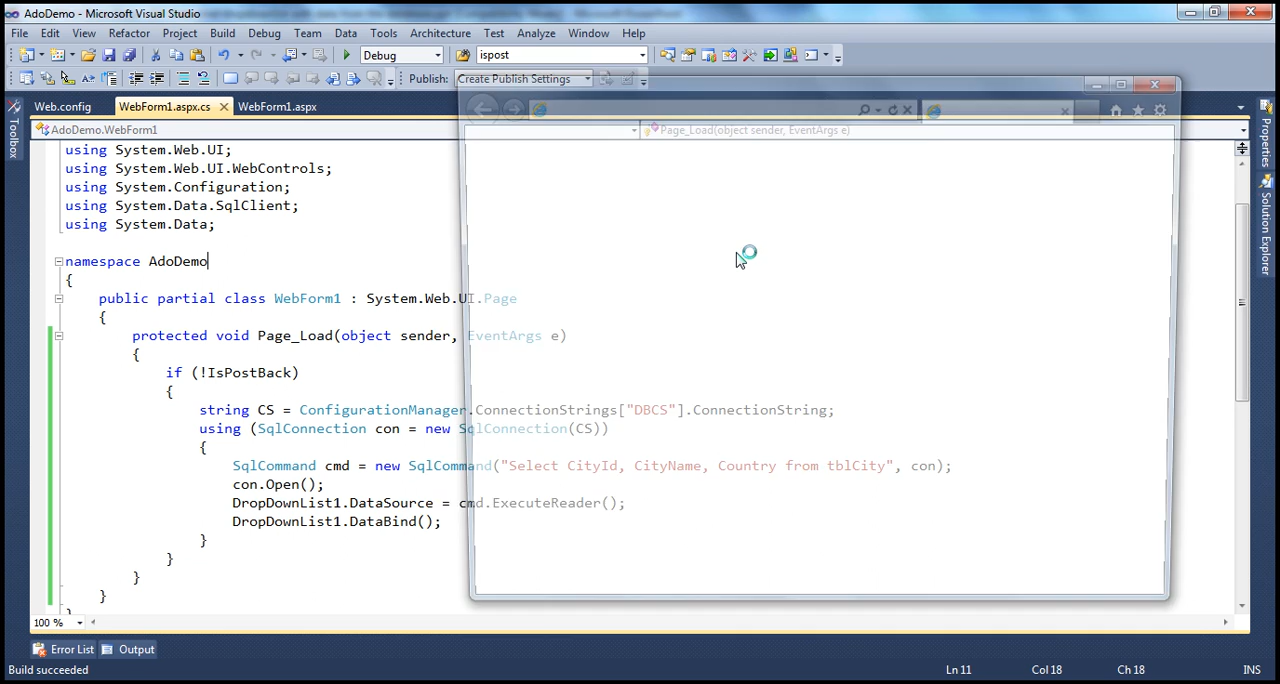 AdoDemo - Microsoft Visual Studio
File Edit View Refactor Project Build Debug Team Data Tools Architecture Test Analyze Window Help
Debug ispost
Publish: Create Publish Settings
Web.config WebForm1.aspx.cs WebForm1.aspx
AdoDemo.WebForm1 Page_Load(object sender, EventArgs e)
Toolbox
Properties
Solution Explorer
using System.Web.UI;
using System.Web.UI.WebControls;
using System.Configuration;
using System.Data.SqlClient;
using System.Data;
namespace AdoDemo
{
public partial class WebForm1 : System.Web.UI.Page
{
protected void Page_Load(object sender, EventArgs e)
{
if (!IsPostBack)
{
string CS = ConfigurationManager.ConnectionStrings["DBCS"].ConnectionString;
using (SqlConnection con = new SqlConnection(CS))
{
SqlCommand cmd = new SqlCommand("Select CityId, CityName, Country from tblCity", con);
con.Open();
DropDownList1.DataSource = cmd.ExecuteReader();
DropDownList1.DataBind();
}
}
}
}
}
100 %
Error List Output
Build succeeded Ln 11 Col 18 Ch 18 INS